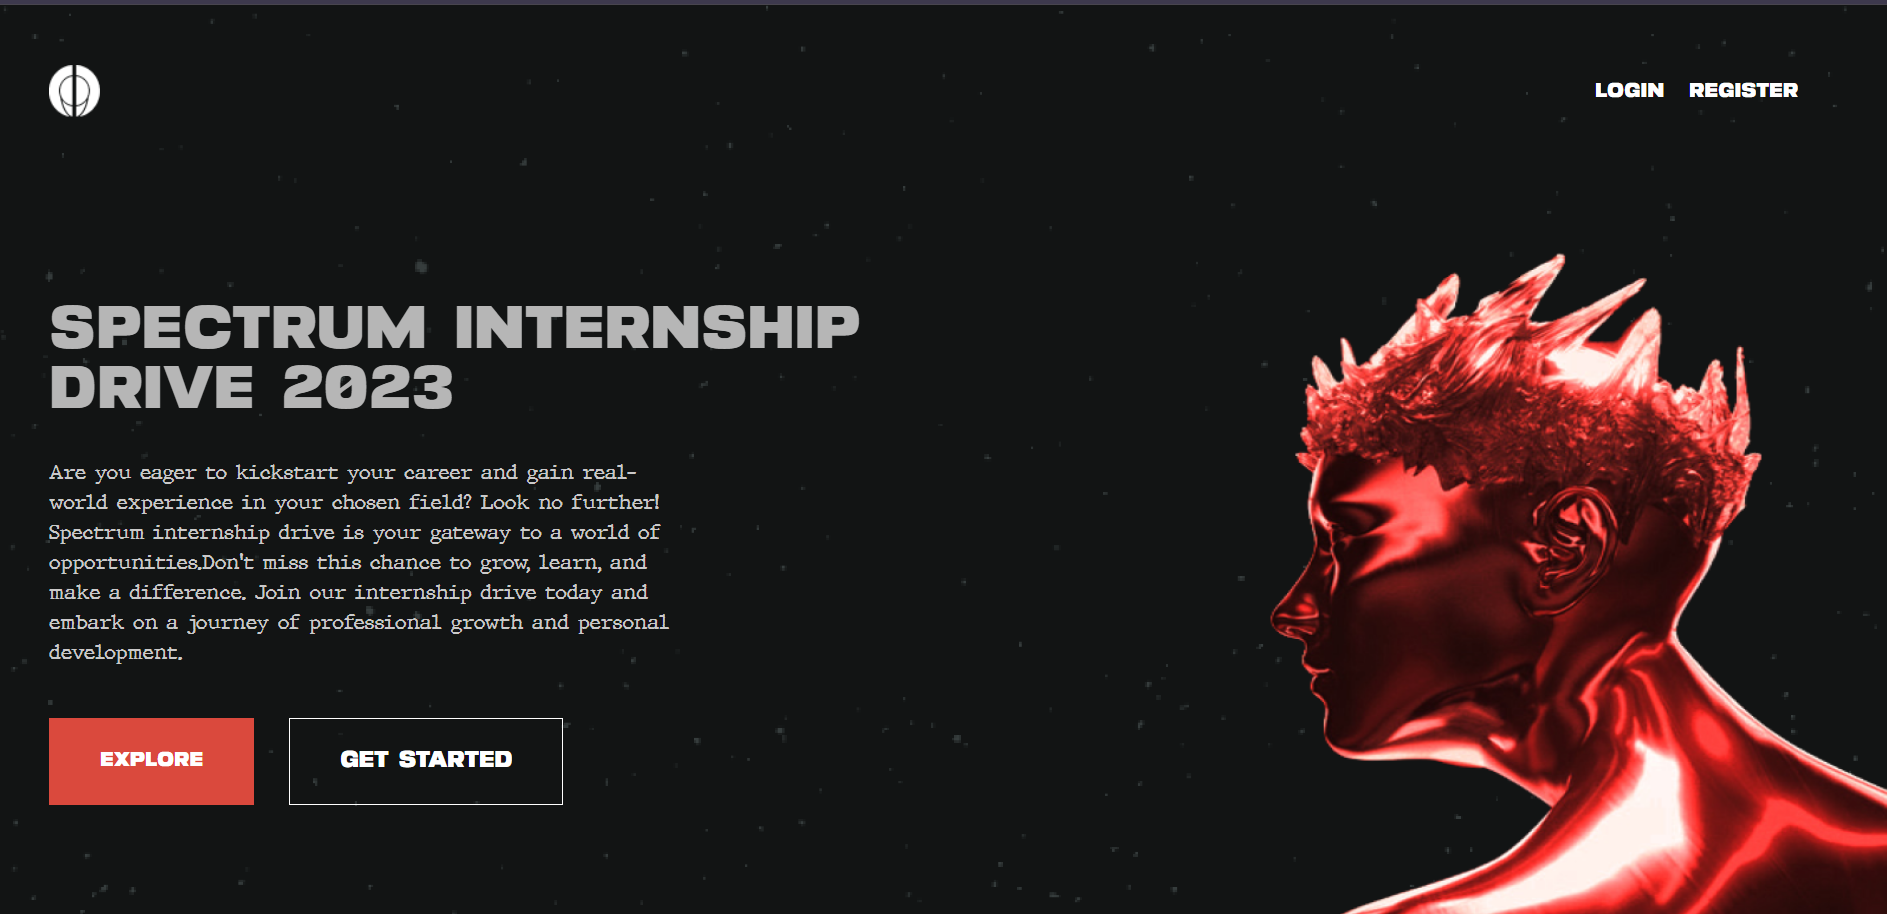 LOGIN REGISTER
SPECTRUM INTERNSHIP
DRIVE 2023
Are you eager to kickstart your career and gain real-
world experience in your chosen field? Look no further!
Spectrum internship drive is your gateway to a world of
opportunities.Don't miss this chance to grow, learn, and
make a difference. Join our internship drive today and
embark on a journey of professional growth and personal
development.
EXPLORE GET STARTED